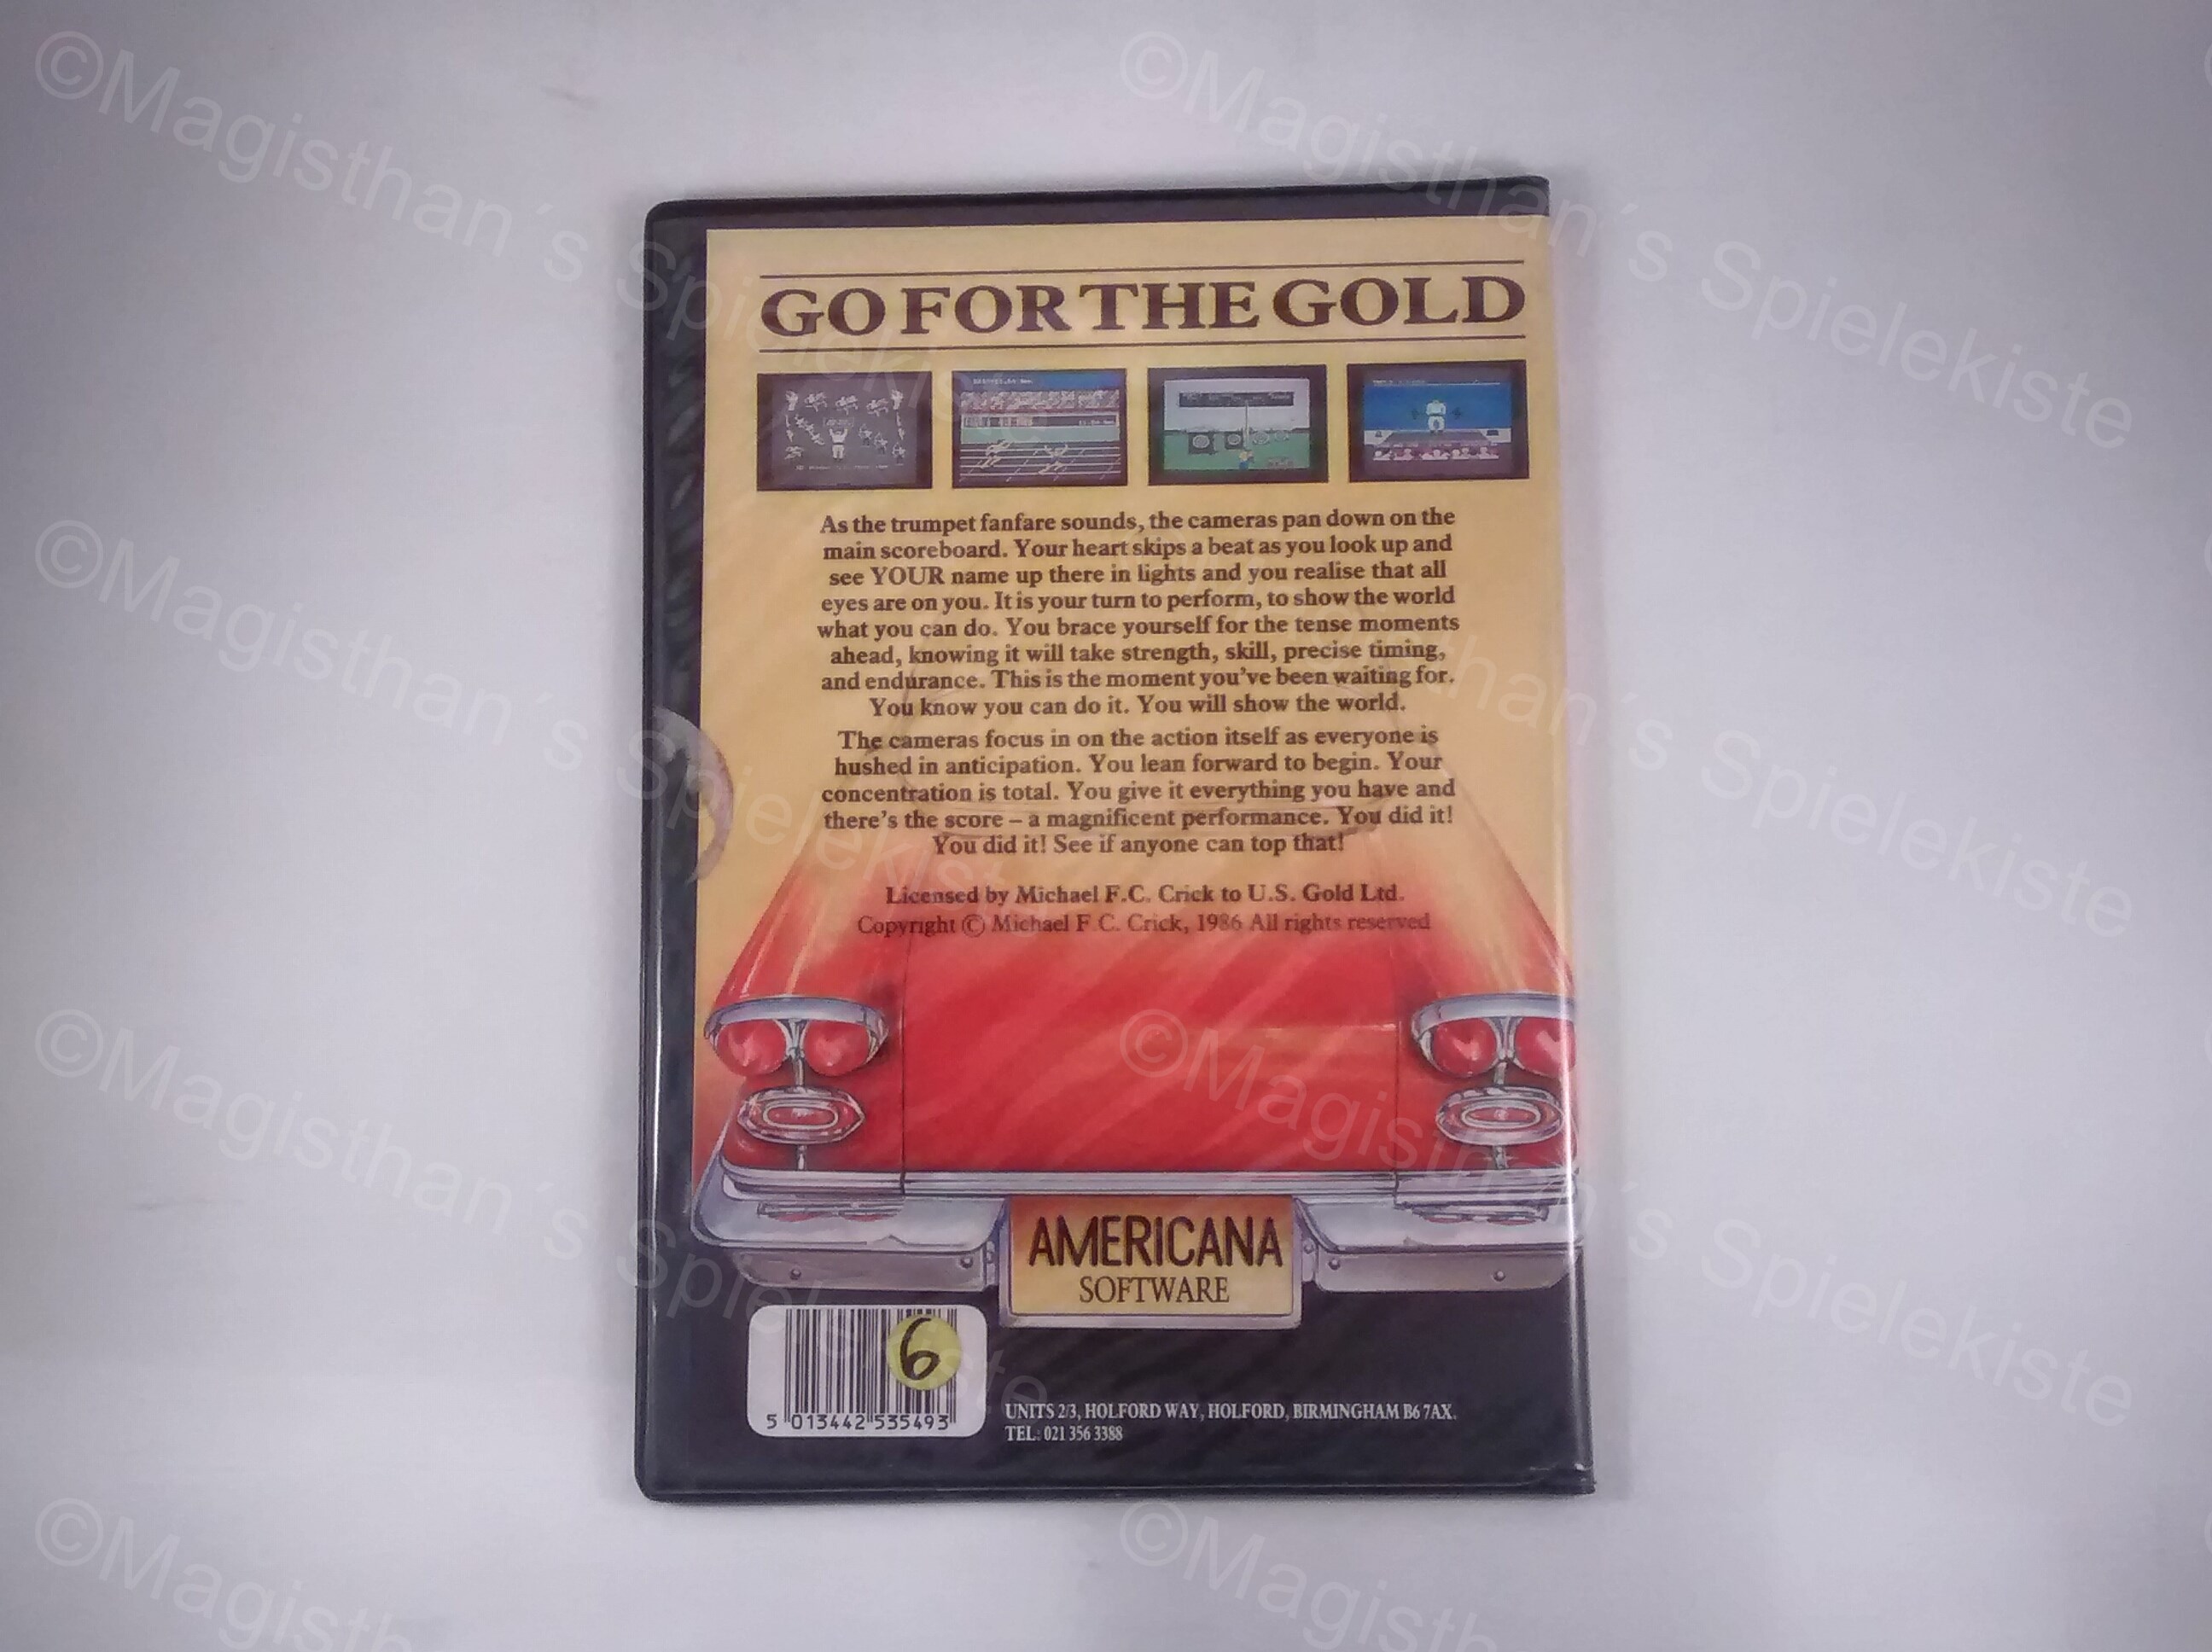 GO FOR THE GOLD
As the trumpet fanfare sounds, the cameras pan down on the
main scoreboard. Your heart skips a beat as you look up and
see YOUR name up there in lights and you realise that all
eyes are on you. It is your turn to perform, to show the world
what you can do. You brace yourself for the tense moments
ahead, knowing it will take strength, skill, precise timing,
and endurance. This is the moment you've been waiting for.
You know you can do it. You will show the world.
The cameras focus in on the action itself as everyone is
hushed in anticipation. You lean forward to begin. Your
concentration is total. You give it everything you have and
there's the score – a magnificent performance. You did it!
You did it! See if anyone can top that!
Licensed by Michael F.C. Crick to U.S. Gold Ltd.
Copyright © Michael F.C. Crick, 1986 All rights reserved
AMERICANA
SOFTWARE
6
5 013442 535493
UNITS 2/3, HOLFORD WAY, HOLFORD, BIRMINGHAM B6 7AX.
TEL: 021 356 3388
©Magisthan´s Spielekiste
©Magisthan´s Spielekiste
©Magisthan´s Spielekiste
©Magisthan´s Spielekiste
©Magisthan´s Spielekiste
©Magisthan´s Spielekiste